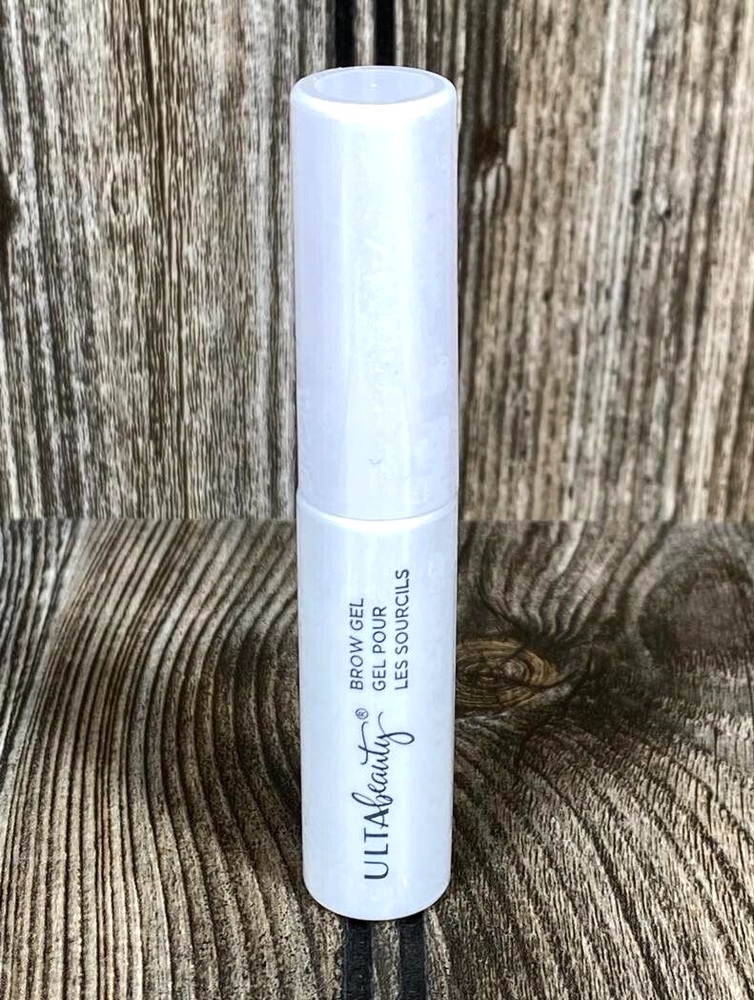 ULTAbeauty®
BROW GEL
GEL POUR
LES SOURCILS